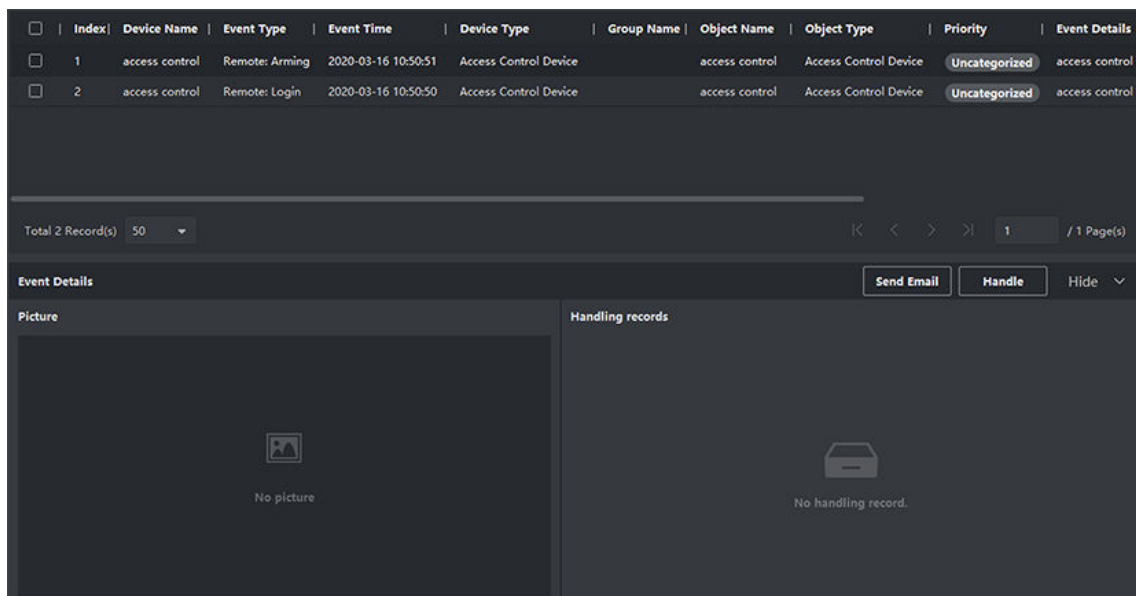 Index Device Name Event Type Event Time Device Type Group Name Object Name Object Type Priority Event Details
1 access control Remote: Arming 2020-03-16 10:50:51 Access Control Device access control Access Control Device Uncategorized access control
2 access control Remote: Login 2020-03-16 10:50:50 Access Control Device access control Access Control Device Uncategorized access control
Total 2 Record(s) 50 1 / 1 Page(s)
Event Details Send Email Handle Hide
Picture Handling records
No picture
No handling record.